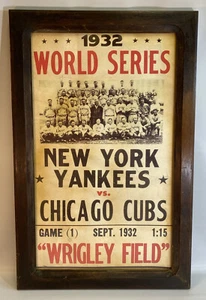 1932
WORLD SERIES
NEW YORK
YANKEES
vs.
CHICAGO CUBS
GAME (1) SEPT. 1932 1:15
"WRIGLEY FIELD"